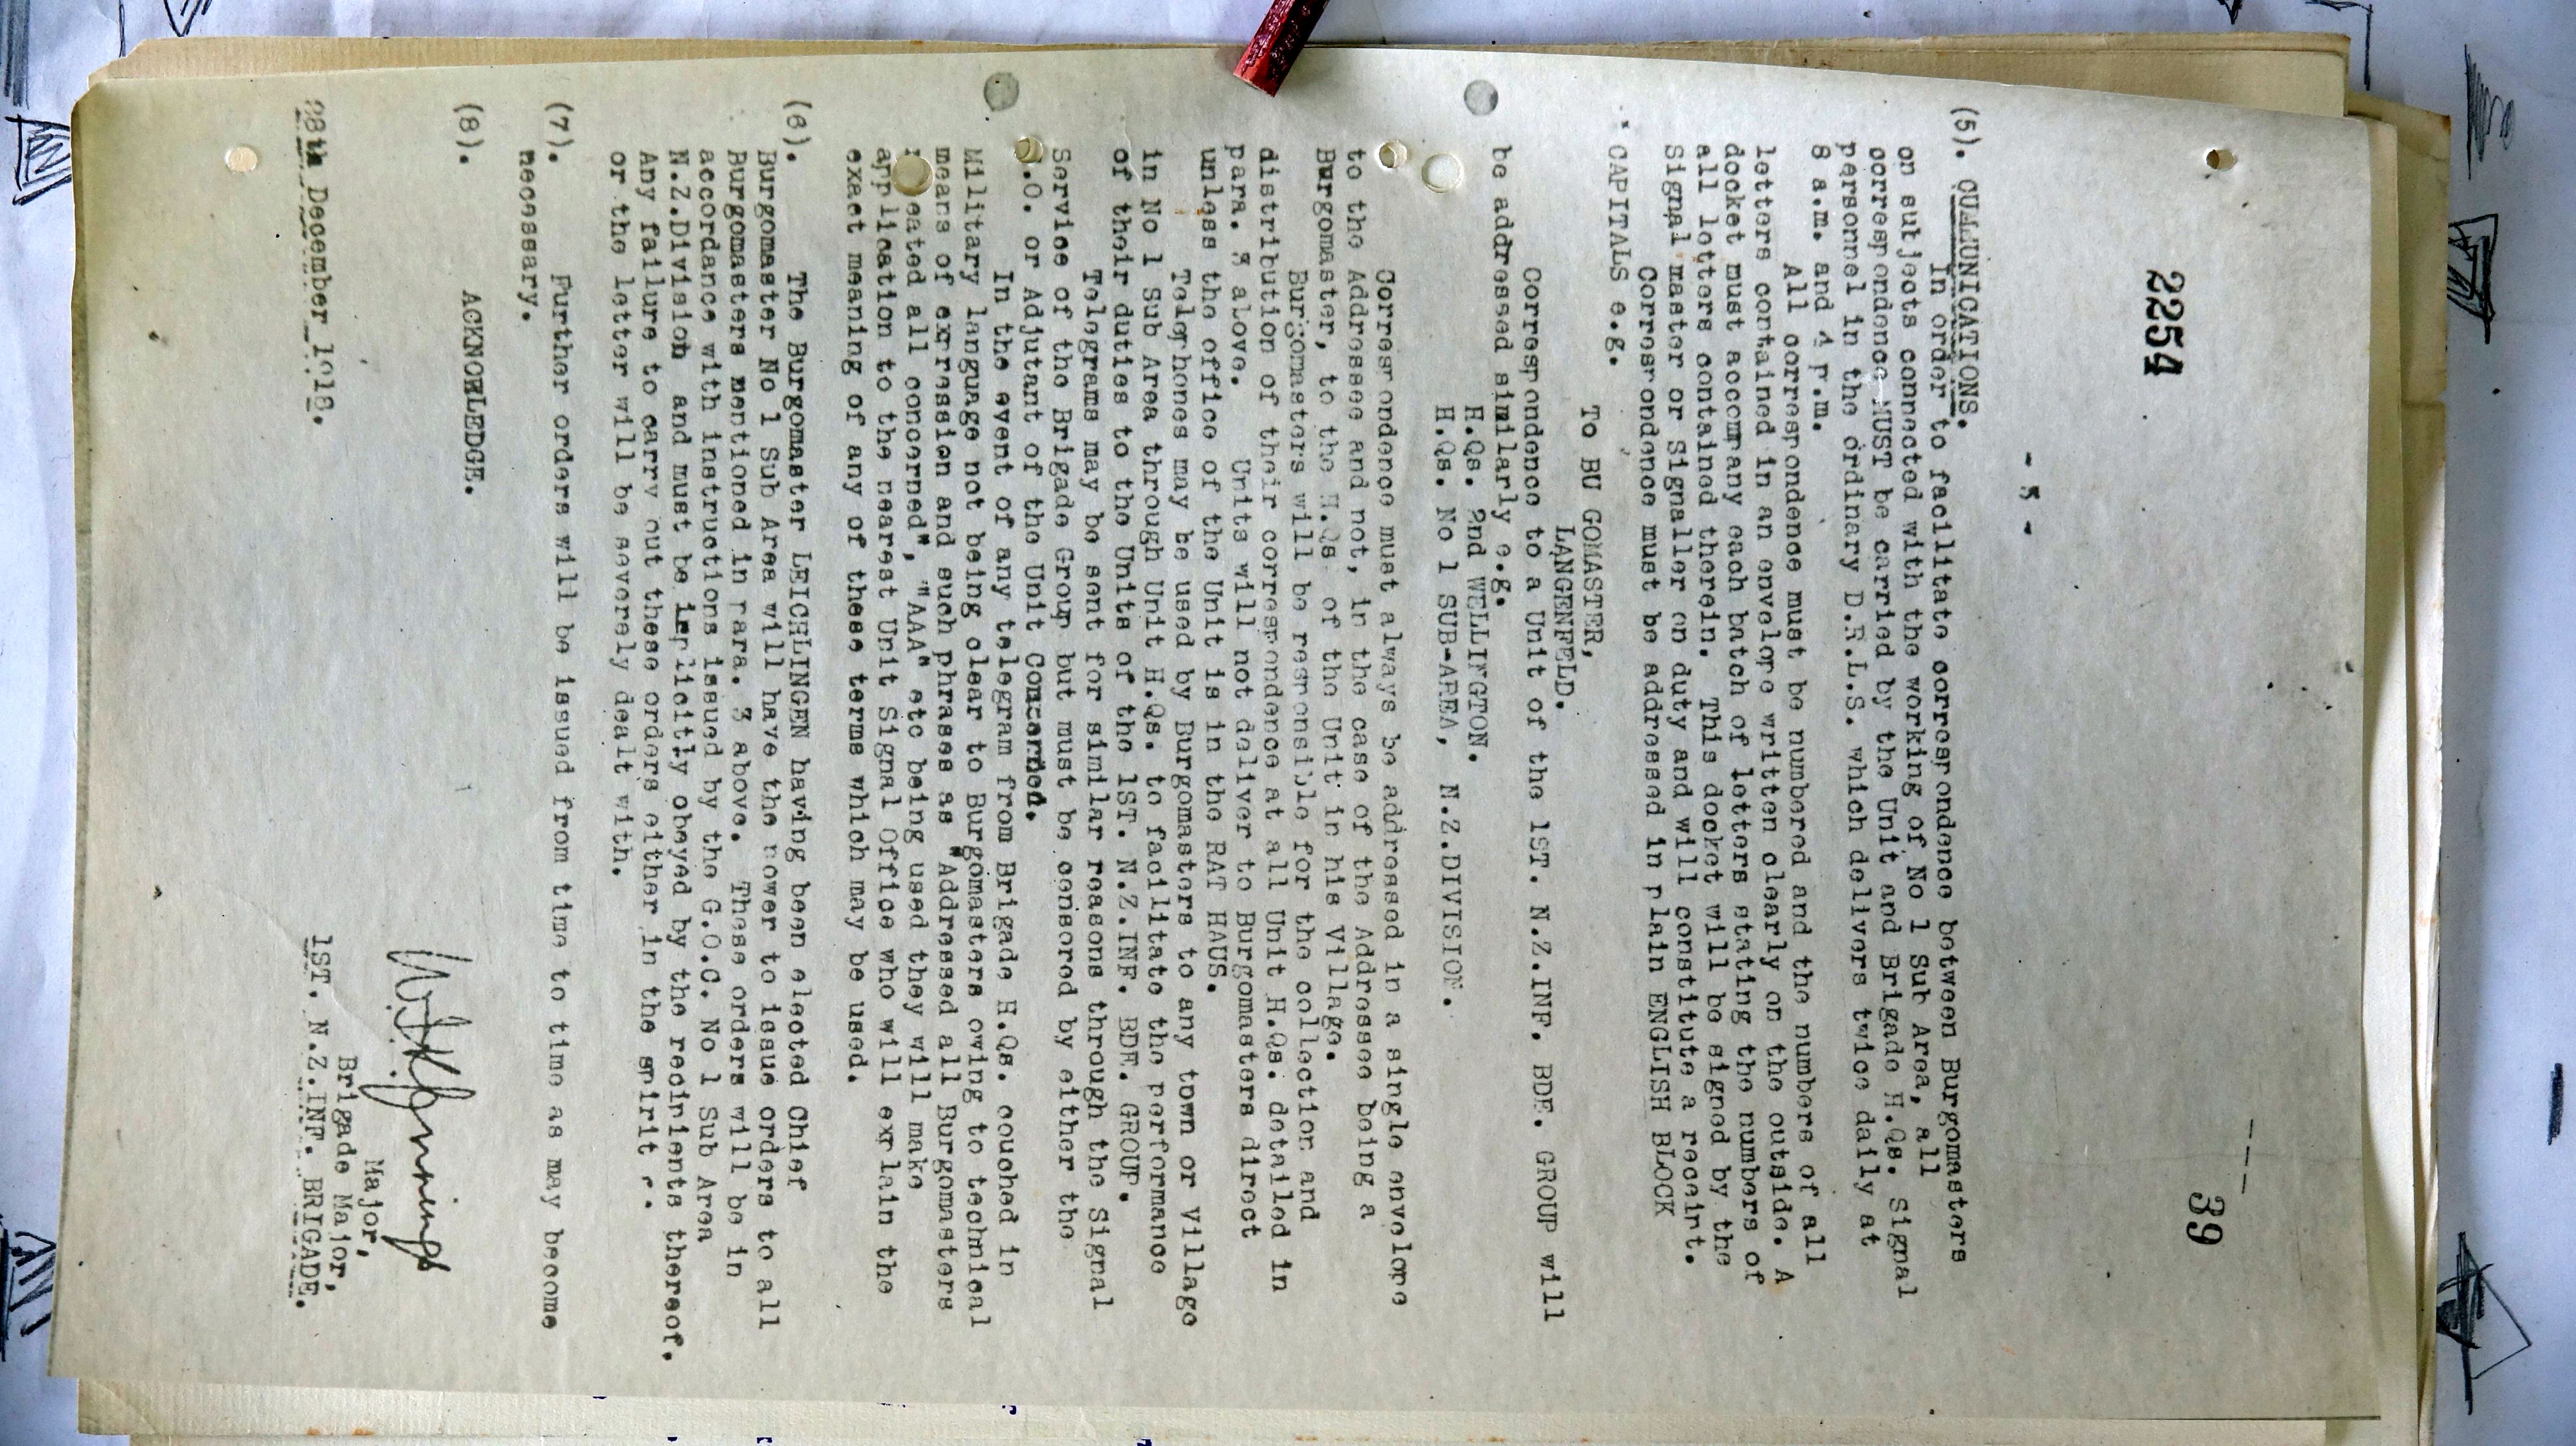 2254
39
- 5 -
(5). COMMUNICATIONS.
In order to facilitate correspondence between Burgomasters
on subjects connected with the working of No 1 Sub Area, all
correspondence MUST be carried by the Unit and Brigade H.Qs. Signal
personnel in the ordinary D.R.L.S. which delivers twice daily at
8 a.m. and 4 p.m.
All correspondence must be numbered and the numbers of all
letters contained in an envelope written clearly on the outside. A
docket must accompany each batch of letters stating the numbers of
all letters contained therein. This docket will be signed by the
Signal master or Signaller on duty and will constitute a receipt.
Correspondence must be addressed in plain ENGLISH BLOCK
CAPITALS e.g.
To BU GOMASTER,
LANGENFELD.
Correspondence to a Unit of the 1ST. N.Z.INF. BDE. GROUP will
be addressed similarly e.g.
H.Qs. 2nd WELLINGTON.
H.Qs. No 1 SUB-AREA, N.Z.DIVISION.
Correspondence must always be addressed in a single envelope
to the Addressee and not, in the case of the Addressee being a
Burgomaster, to the H.Qs of the Unit in his Village.
Burgomasters will be responsible for the collection and
distribution of their correspondence at all Unit H.Qs. detailed in
para. 3 above. Units will not deliver to Burgomasters direct
unless the office of the Unit is in the RAT HAUS.
Telephones may be used by Burgomasters to any town or Village
in No 1 Sub Area through Unit H.Qs. to facilitate the performance
of their duties to the Units of the 1ST. N.Z.INF. BDE. GROUP.
Telegrams may be sent for similar reasons through the Signal
Service of the Brigade Group but must be censored by either the
.O. or Adjutant of the Unit Concerned.
In the event of any telegram from Brigade H.Qs. couched in
Military language not being clear to Burgomasters owing to technical
means of expression and such phrases as "Addressed all Burgomasters
eated all concerned", "AAA" etc being used they will make
application to the nearest Unit Signal Office who will explain the
exact meaning of any of these terms which may be used.
(6). The Burgomaster LEICHLINGEN having been elected Chief
Burgomaster No 1 Sub Area will have the power to issue orders to all
Burgomasters mentioned in para. 3 above. These orders will be in
accordance with instructions issued by the G.O.C. No 1 Sub Area
N.Z.Division and must be implicitly obeyed by the recipients thereof.
Any failure to carry out these orders either in the spirit
or the letter will be severely dealt with.
(7). Further orders will be issued from time to time as may become
necessary.
(8). ACKNOWLEDGE.
Major,
Brigade Major,
28th December 1918. 1ST. N.Z.INF. BRIGADE.